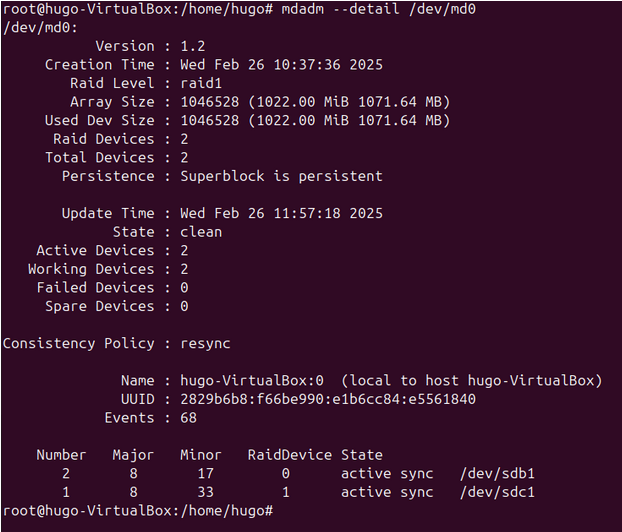 root@hugo-VirtualBox:/home/hugo# mdadm --detail /dev/md0
/dev/md0:
Version : 1.2
Creation Time : Wed Feb 26 10:37:36 2025
Raid Level : raid1
Array Size : 1046528 (1022.00 MiB 1071.64 MB)
Used Dev Size : 1046528 (1022.00 MiB 1071.64 MB)
Raid Devices : 2
Total Devices : 2
Persistence : Superblock is persistent
Update Time : Wed Feb 26 11:57:18 2025
State : clean
Active Devices : 2
Working Devices : 2
Failed Devices : 0
Spare Devices : 0
Consistency Policy : resync
Name : hugo-VirtualBox:0  (local to host hugo-VirtualBox)
UUID : 2829b6b8:f66be990:e1b6cc84:e5561840
Events : 68
Number   Major   Minor   RaidDevice State
2       8       17        0      active sync   /dev/sdb1
1       8       33        1      active sync   /dev/sdc1
root@hugo-VirtualBox:/home/hugo#